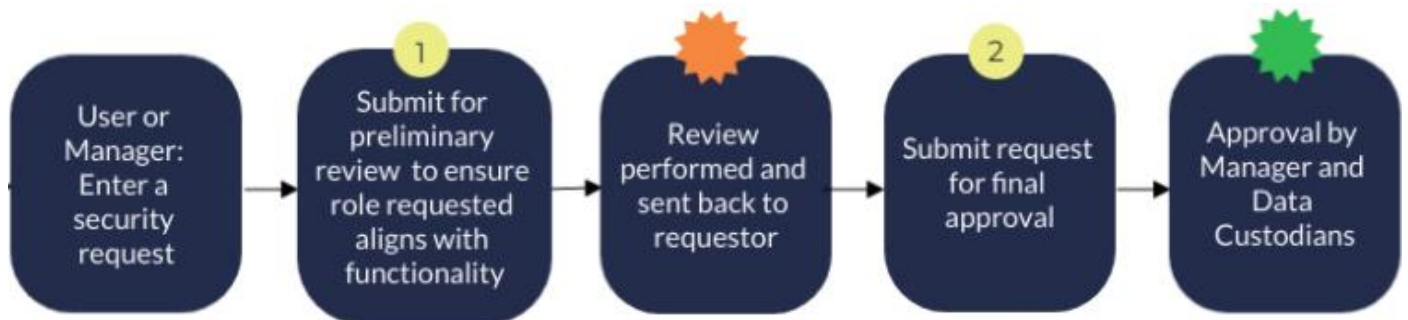 User or
Manager:
Enter a
security
request
1
Submit for
preliminary
review to ensure
role requested
aligns with
functionality
Review
performed and
sent back to
requestor
2
Submit request
for final
approval
Approval by
Manager and
Data
Custodians